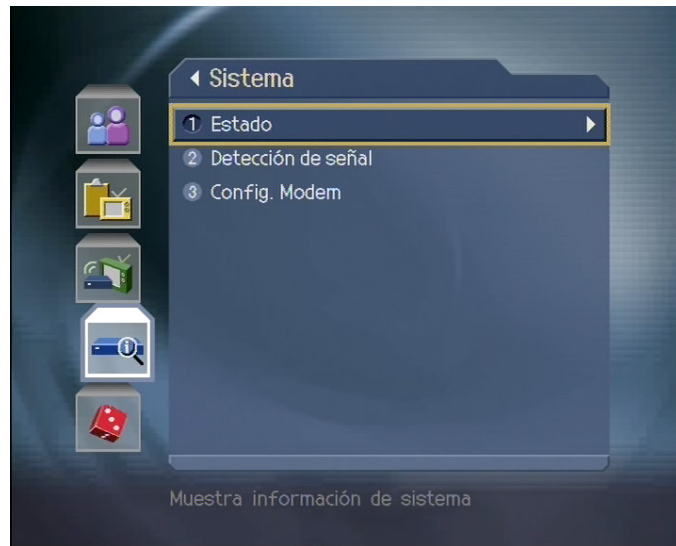 Sistema
1 Estado
2 Detección de señal
3 Config. Modem
Muestra información de sistema